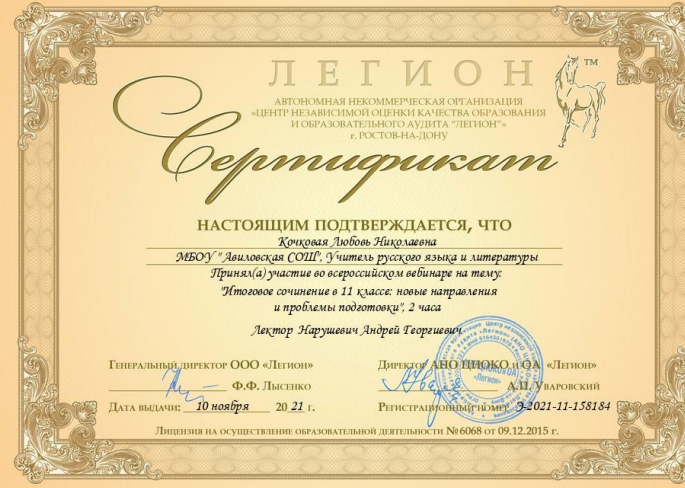 ЛЕГИОН
TM
АВТОНОМНАЯ НЕКОММЕРЧЕСКАЯ ОРГАНИЗАЦИЯ
«ЦЕНТР НЕЗАВИСИМОЙ ОЦЕНКИ КАЧЕСТВА ОБРАЗОВАНИЯ
И ОБРАЗОВАТЕЛЬНОГО АУДИТА "ЛЕГИОН"»
г. РОСТОВ-НА-ДОНУ
Сертификат
НАСТОЯЩИМ ПОДТВЕРЖДАЕТСЯ, ЧТО
Кочковая Любовь Николаевна
МБОУ " Авиловская СОШ", Учитель русского языка и литературы
Принял(а) участие во всероссийском вебинаре на тему:
"Итоговое сочинение в 11 классе: новые направления
и проблемы подготовки", 2 часа
Лектор Нарушевич Андрей Георгиевич
ГЕНЕРАЛЬНЫЙ ДИРЕКТОР ООО «ЛЕГИОН»
ДИРЕКТОР АНО ЦНОКО и ОА «ЛЕГИОН»
Ф.Ф. ЛЫСЕНКО
А.П. УВАРОВСКИЙ
ДАТА ВЫДАЧИ: 10 ноября 20 21 г.
РЕГИСТРАЦИОННЫЙ НОМЕР Э-2021-11-158184
ЛИЦЕНЗИЯ НА ОСУЩЕСТВЛЕНИЕ ОБРАЗОВАТЕЛЬНОЙ ДЕЯТЕЛЬНОСТИ №6068 ОТ 09.12.2015 г.